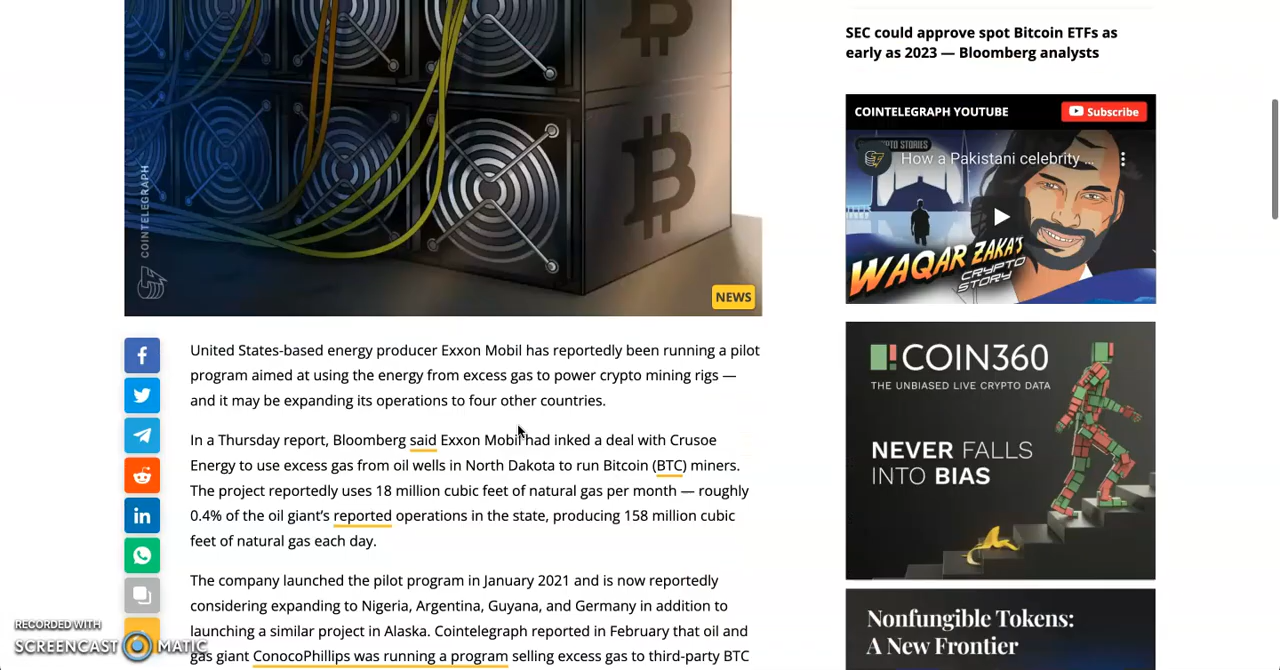 COINTELEGRAPH
NEWS
United States-based energy producer Exxon Mobil has reportedly been running a pilot
program aimed at using the energy from excess gas to power crypto mining rigs —
and it may be expanding its operations to four other countries.
In a Thursday report, Bloomberg said Exxon Mobil had inked a deal with Crusoe
Energy to use excess gas from oil wells in North Dakota to run Bitcoin (BTC) miners.
The project reportedly uses 18 million cubic feet of natural gas per month — roughly
0.4% of the oil giant’s reported operations in the state, producing 158 million cubic
feet of natural gas each day.
The company launched the pilot program in January 2021 and is now reportedly
considering expanding to Nigeria, Argentina, Guyana, and Germany in addition to
launching a similar project in Alaska. Cointelegraph reported in February that oil and
gas giant ConocoPhillips was running a program selling excess gas to third-party BTC
RECORDED WITH
SCREENCAST MATIC
SEC could approve spot Bitcoin ETFs as
early as 2023 — Bloomberg analysts
COINTELEGRAPH YOUTUBE
Subscribe
CRYPTO STORIES
How a Pakistani celebrity ...
WAQAR ZAKA'S
CRYPTO
STORY
COIN360
THE UNBIASED LIVE CRYPTO DATA
NEVER FALLS
INTO BIAS
Nonfungible Tokens:
A New Frontier